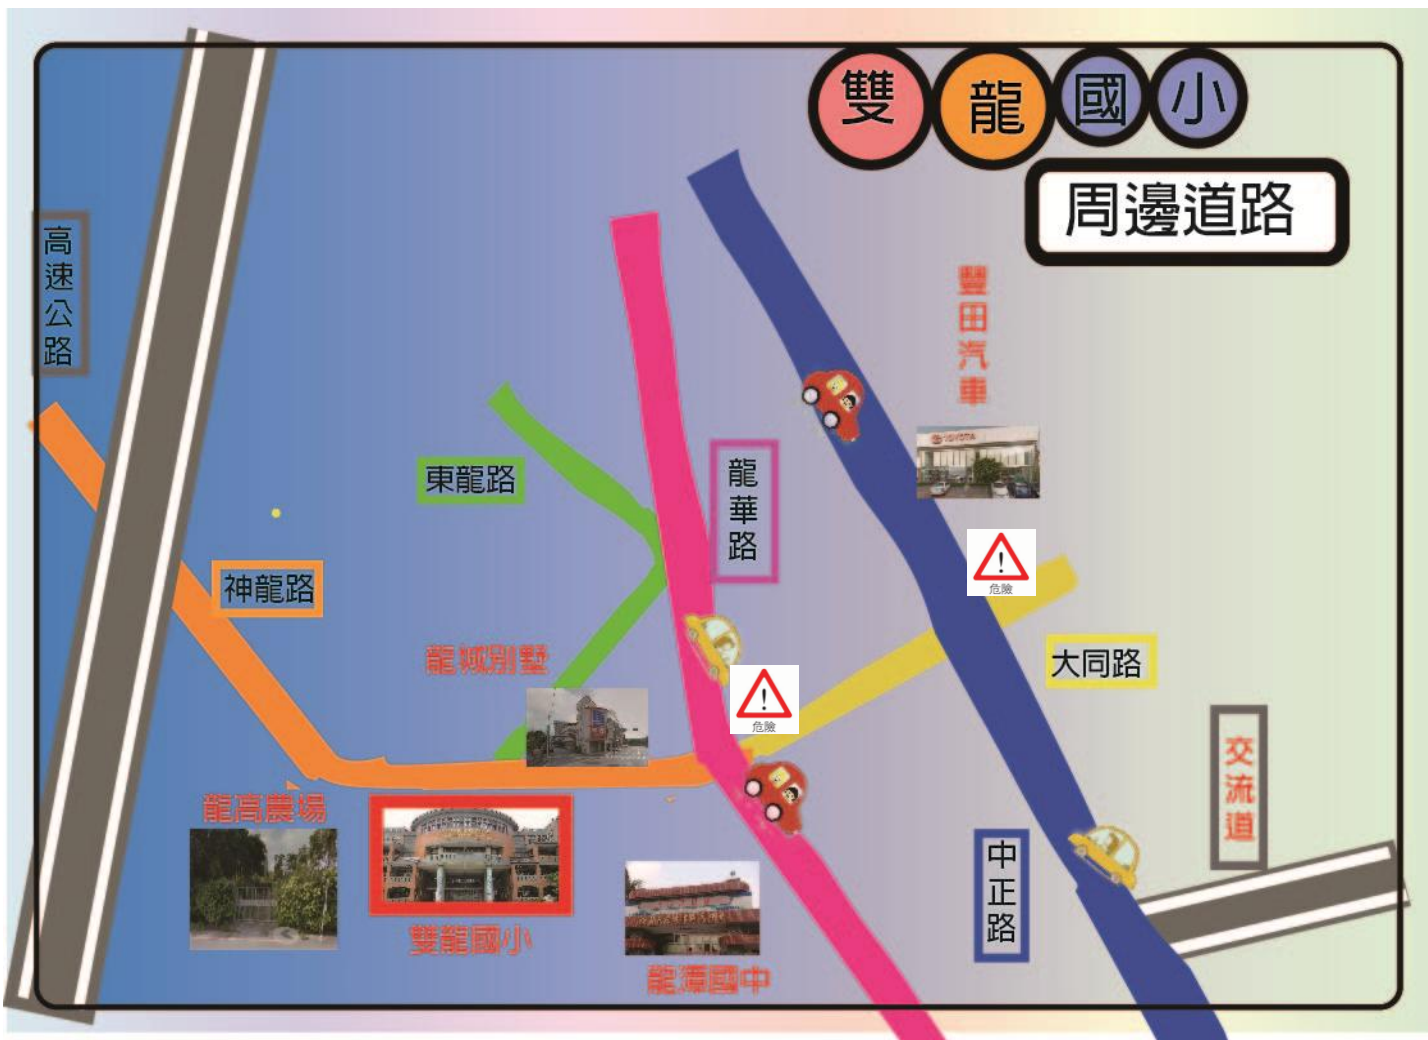 雙龍國小
周邊道路
高速公路
豐田汽車
TOYOTA
東龍路
龍華路
危險
神龍路
龍城別墅
大同路
危險
交流道
龍高農場
中正路
雙龍國小
龍潭國中